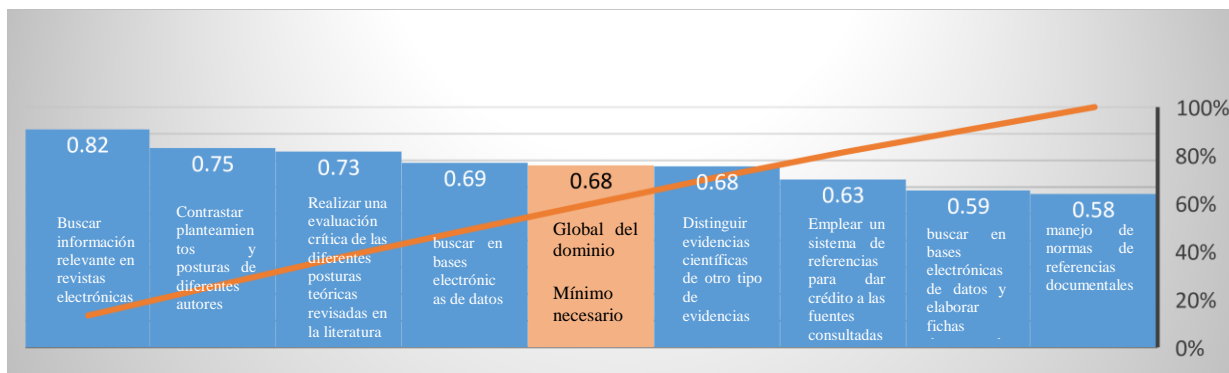 0.82
Buscar
información
relevante en
revistas
electrónicas
0.75
Contrastar
planteamien
tos y
posturas de
diferentes
autores
0.73
Realizar una
evaluación
crítica de las
diferentes
posturas
teóricas
revisadas en
la literatura
0.69
buscar en
bases
electrónic
as de datos
0.68
Global del
dominio
Mínimo
necesario
0.68
Distinguir
evidencias
científicas
de otro tipo
de
evidencias
0.63
Emplear un
sistema de
referencias
para dar
crédito a las
fuentes
consultadas
0.59
buscar en
bases
electrónicas
de datos y
elaborar
fichas
0.58
manejo de
normas de
referencias
documentales
100%
80%
60%
40%
20%
0%